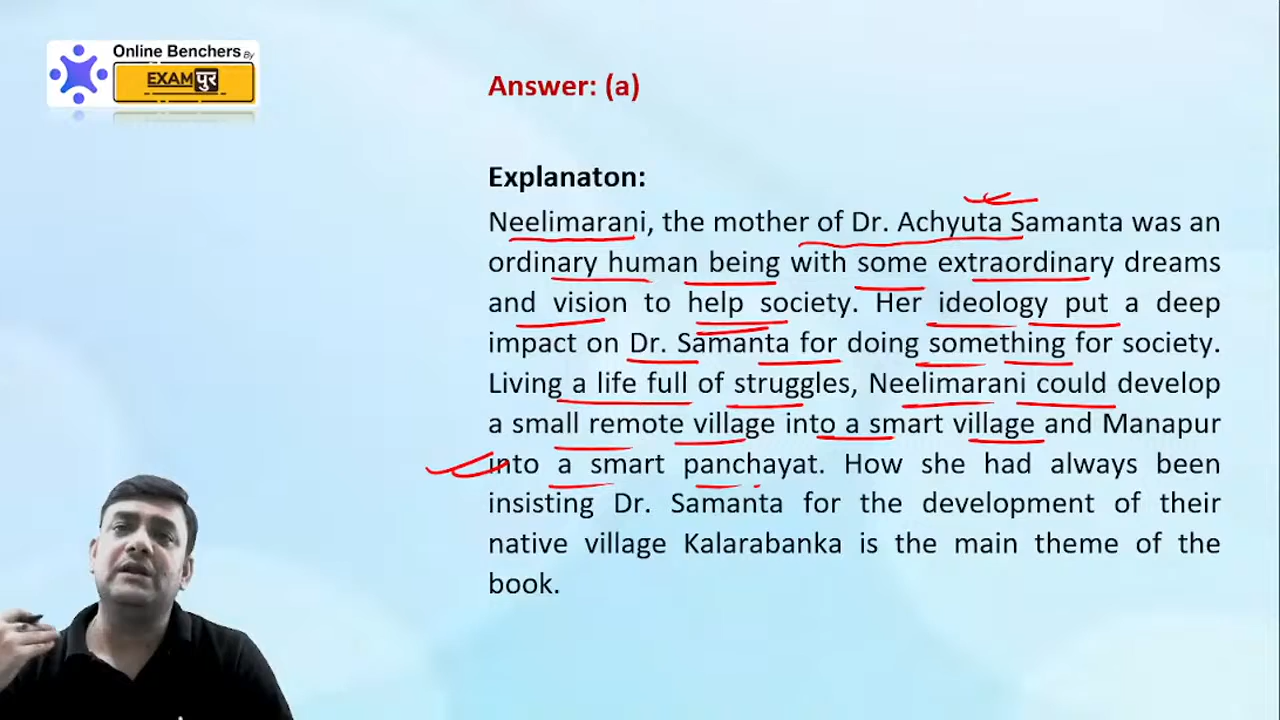 Online Benchers By
EXAMपुर
Answer: (a)
Explanaton:
Neelimarani, the mother of Dr. Achyuta Samanta was an
ordinary human being with some extraordinary dreams
and vision to help society. Her ideology put a deep
impact on Dr. Samanta for doing something for society.
Living a life full of struggles, Neelimarani could develop
a small remote village into a smart village and Manapur
into a smart panchayat. How she had always been
insisting Dr. Samanta for the development of their
native village Kalarabanka is the main theme of the
book.